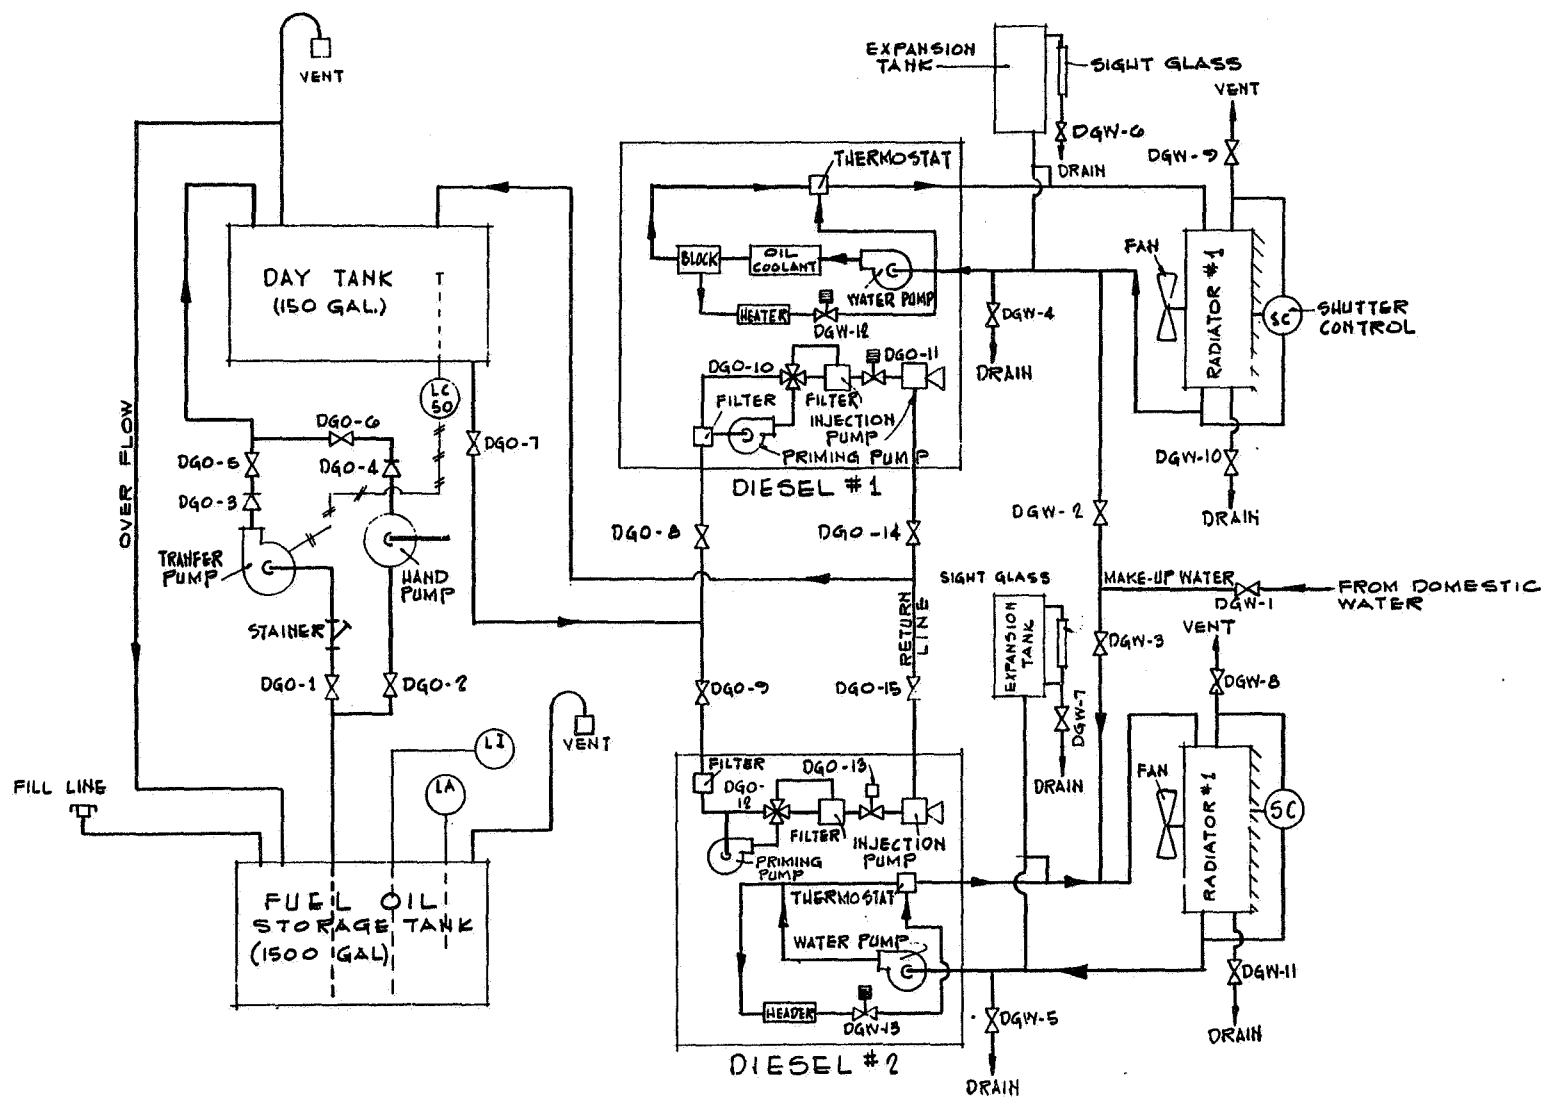 VENT
EXPANSION
TANK
SIGHT GLASS
VENT
DGW-6
DRAIN
DGW-9
THERMOSTAT
DAY TANK
(150 GAL.)
T
BLOCK
OIL
COOLANT
WATER PUMP
HEATER
DGW-12
FAN
RADIATOR #1
SC
SHUTTER
CONTROL
DGW-4
DRAIN
LC
50
DGO-10
DGO-11
FILTER
FILTER
INJECTION
PUMP
PRIMING PUMP
DIESEL #1
OVER FLOW
DGO-6
DGO-5
DGO-4
DGO-7
DGO-3
DGW-10
DRAIN
TRANFER
PUMP
HAND
PUMP
DGO-8
DGO-14
DGW-2
SIGHT GLASS
MAKE-UP WATER
DGW-1
FROM DOMESTIC
WATER
STAINER
RETURN
LINE
EXPANSION
TANK
DGW-3
VENT
DGO-1
DGO-2
DGO-9
DGO-15
DGW-7
DGW-8
LI
VENT
FILL LINE
LA
FILTER
DGO-
12
DGO-13
DRAIN
FAN
RADIATOR #1
SC
FILTER
INJECTION
PUMP
PRIMING
PUMP
FUEL OIL
STORAGE TANK
(1500 GAL)
THERMOSTAT
WATER PUMP
HEADER
DGW-13
DGW-5
DGW-11
DRAIN
DIESEL #2
DRAIN